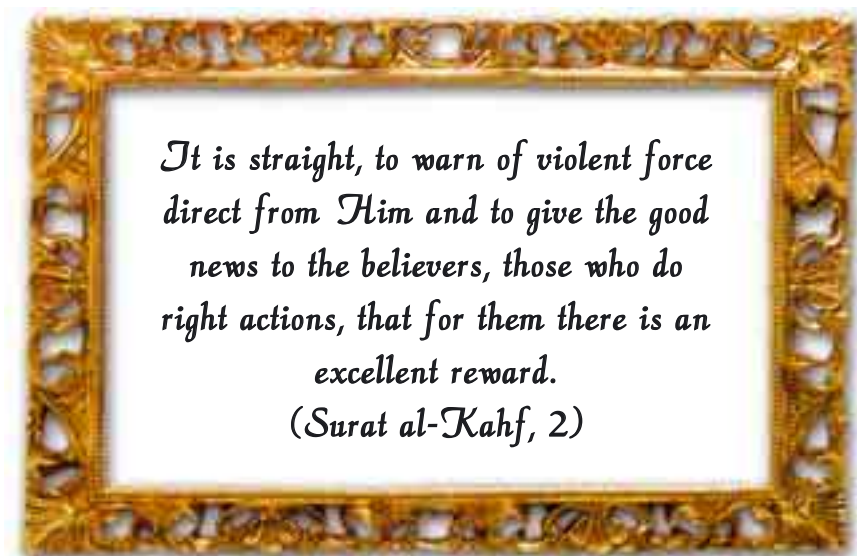 It is straight, to warn of violent force
direct from Him and to give the good
news to the believers, those who do
right actions, that for them there is an
excellent reward.
(Surat al-Kahf, 2)